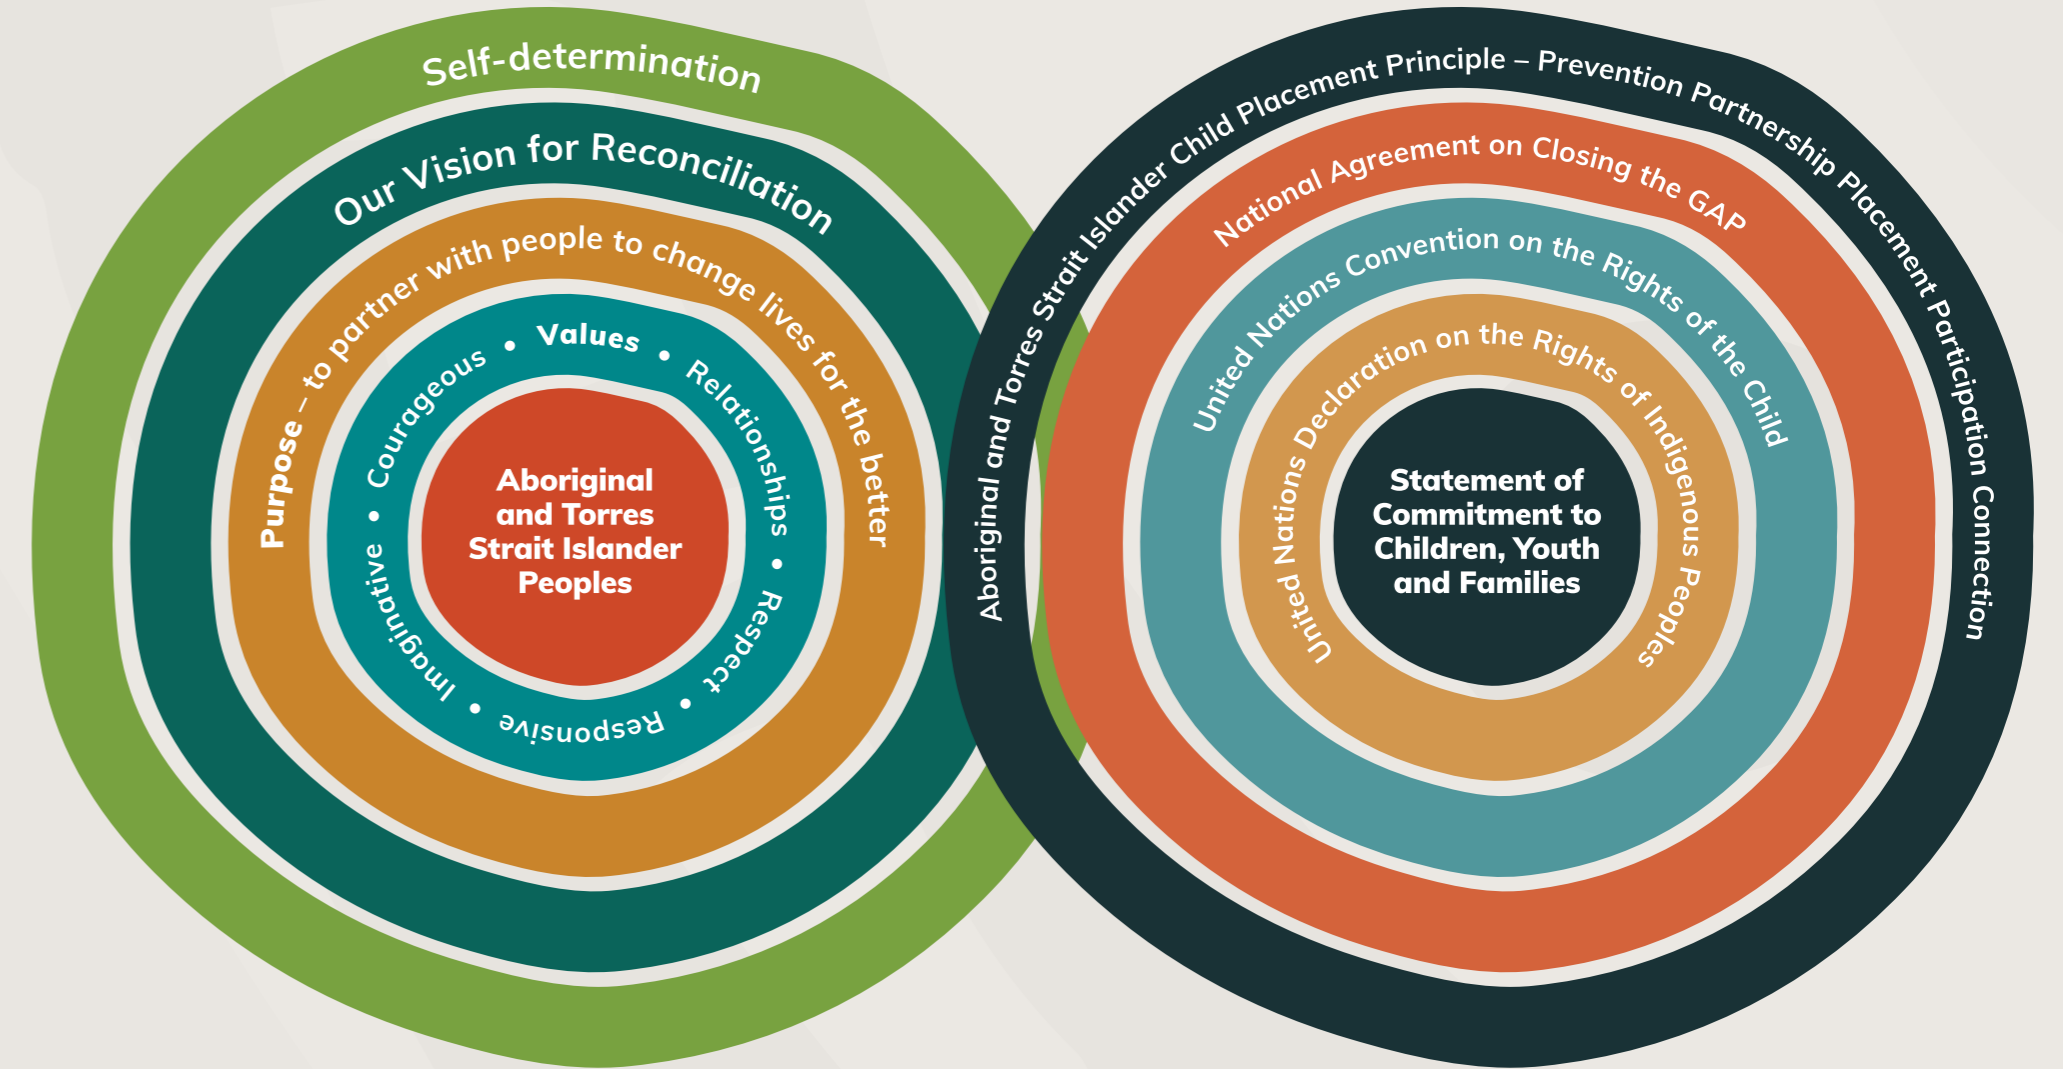 Self-determination
Our Vision for Reconciliation
Purpose – to partner with people to change lives for the better
Values • Relationships • Respect • Responsive • Imaginative • Courageous •
Aboriginal
and Torres
Strait Islander
Peoples
Aboriginal and Torres Strait Islander Child Placement Principle – Prevention Partnership Placement Participation Connection
National Agreement on Closing the GAP
United Nations Convention on the Rights of the Child
United Nations Declaration on the Rights of Indigenous Peoples
Statement of
Commitment to
Children, Youth
and Families